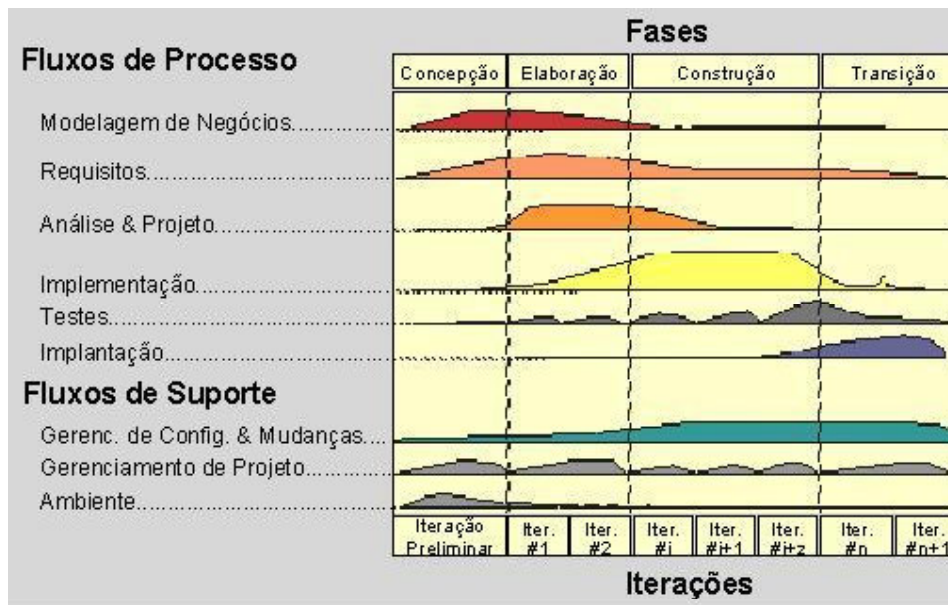 Fases
Fluxos de Processo
Concepção Elaboração Construção Transição
Modelagem de Negócios
Requisitos
Análise & Projeto
Implementação
Testes
Implantação
Fluxos de Suporte
Gerenc. de Config. & Mudanças
Gerenciamento de Projeto
Ambiente
Iteração Iter. Iter. Iter. Iter. Iter. Iter. Iter.
Preliminar #1 #2 #i #i+1 #i+z #n #n+1
Iterações